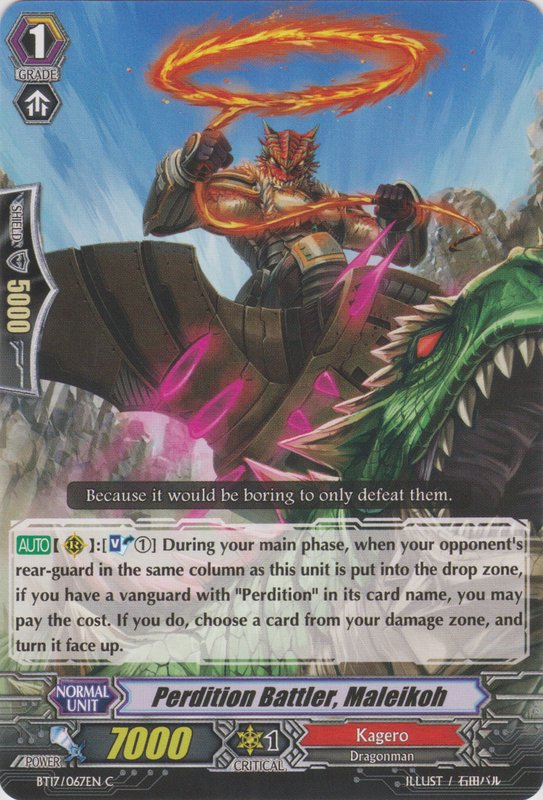 1
GRADE
SHIELD
5000
Because it would be boring to only defeat them.
AUTO [R]:[V ①] During your main phase, when your opponent's
rear-guard in the same column as this unit is put into the drop zone,
if you have a vanguard with "Perdition" in its card name, you may
pay the cost. If you do, choose a card from your damage zone, and
turn it face up.
NORMAL
UNIT
Perdition Battler, Maleikoh
POWER
7000
1
CRITICAL
Kagero
Dragonman
BT17/067EN C
ILLUST / 石田バル